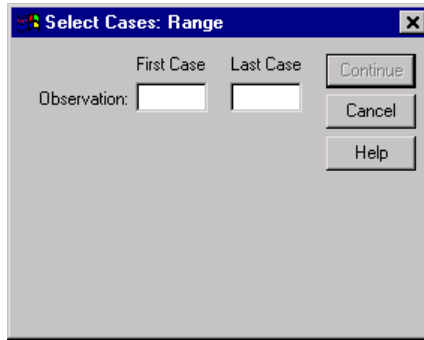 Select Cases: Range
First Case Last Case
Continue
Observation:
Cancel
Help